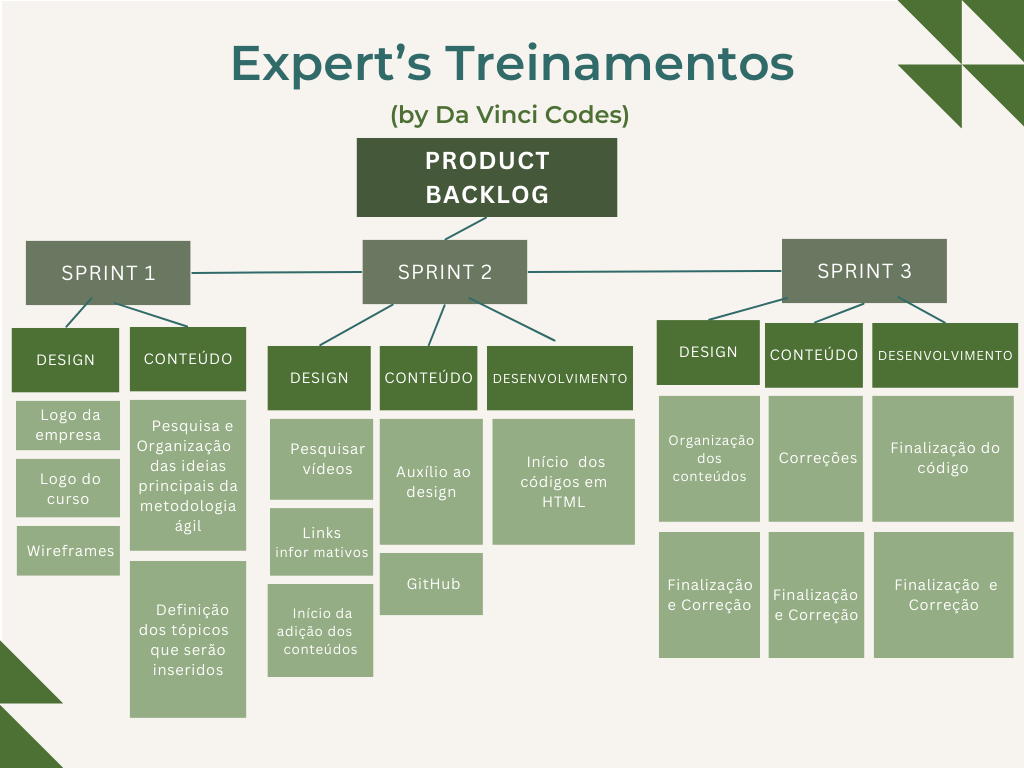 Expert’s Treinamentos
(by Da Vinci Codes)
PRODUCT
BACKLOG
SPRINT 1
DESIGN
Logo da
empresa
Logo do
curso
Wireframes
CONTEÚDO
Pesquisa e
Organização
das ideias
principais da
metodologia
ágil
Definição
dos tópicos
que serão
inseridos
SPRINT 2
DESIGN
Pesquisar
vídeos
Links
infor mativos
Início da
adição dos
conteúdos
CONTEÚDO
Auxílio ao
design
GitHub
DESENVOLVIMENTO
Início dos
códigos em
HTML
SPRINT 3
DESIGN
Organização
dos
conteúdos
Finalização
e Correção
CONTEÚDO
Correções
Finalização
e Correção
DESENVOLVIMENTO
Finalização do
código
Finalização e
Correção